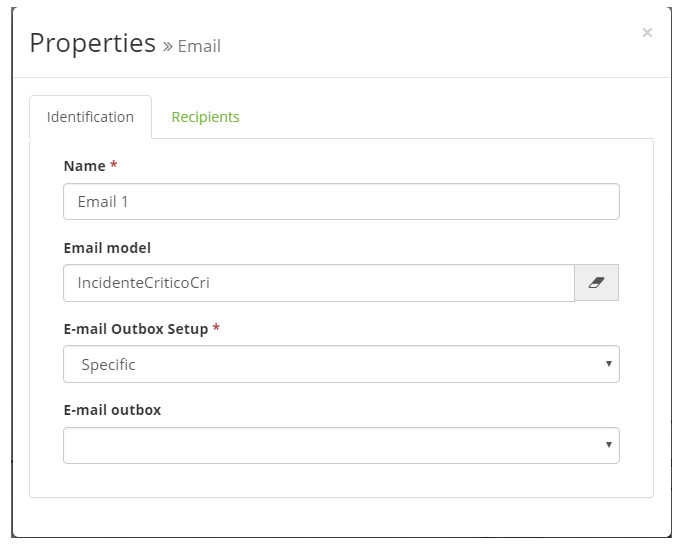 Properties » Email
×
Identification Recipients
Name *
Email 1
Email model
IncidenteCriticoCri
E-mail Outbox Setup *
Specific
E-mail outbox